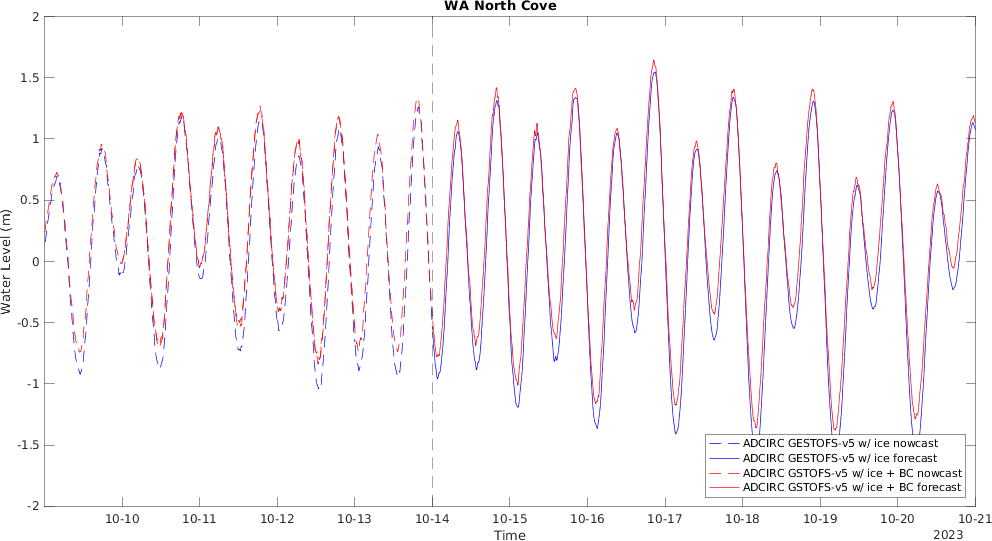 WA North Cove
2
1.5
1
0.5
0
-0.5
-1
-1.5
-2
Water Level (m)
ADCIRC GESTOFS-v5 w/ ice nowcast
ADCIRC GESTOFS-v5 w/ ice forecast
ADCIRC GSTOFS-v5 w/ ice + BC nowcast
ADCIRC GSTOFS-v5 w/ ice + BC forecast
10-10 10-11 10-12 10-13 10-14 10-15 10-16 10-17 10-18 10-19 10-20 10-21
Time
2023